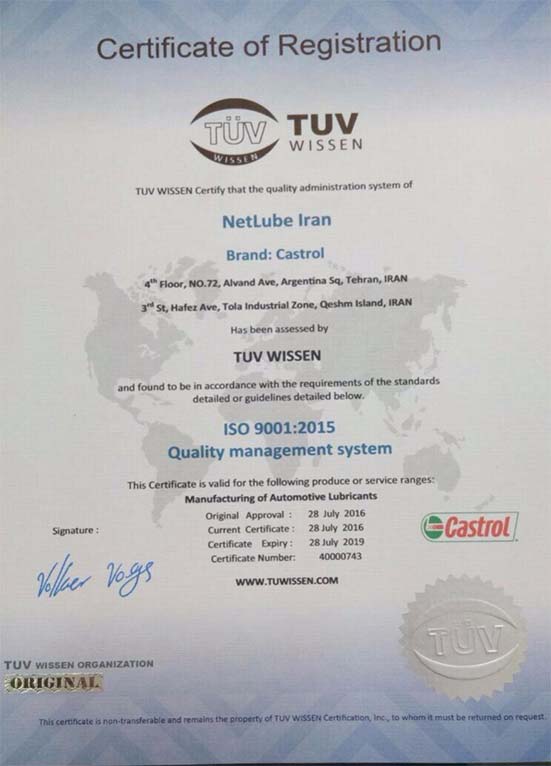 Certificate of Registration
TÜV
WISSEN
TUV
WISSEN
TUV WISSEN Certify that the quality administration system of
NetLube Iran
Brand: Castrol
4th Floor, NO.72, Alvand Ave, Argentina Sq, Tehran, IRAN
3rd St, Hafez Ave, Tola Industrial Zone, Qeshm Island, IRAN
Has been assessed by
TUV WISSEN
and found to be in accordance with the requirements of the standards
detailed or guidelines detailed below.
ISO 9001:2015
Quality management system
This Certificate is valid for the following produce or service ranges:
Manufacturing of Automotive Lubricants
Original Approval : 28 July 2016
Current Certificate : 28 July 2016
Certificate Expiry : 28 July 2019
Certificate Number: 40000743
Castrol
Signature :
Volker Voges
WWW.TUWISSEN.COM
TÜV
TUV WISSEN ORGANIZATION
ORIGINAL
This certificate is non-transferable and remains the property of TUV WISSEN Certification, Inc., to whom it must be returned on request.